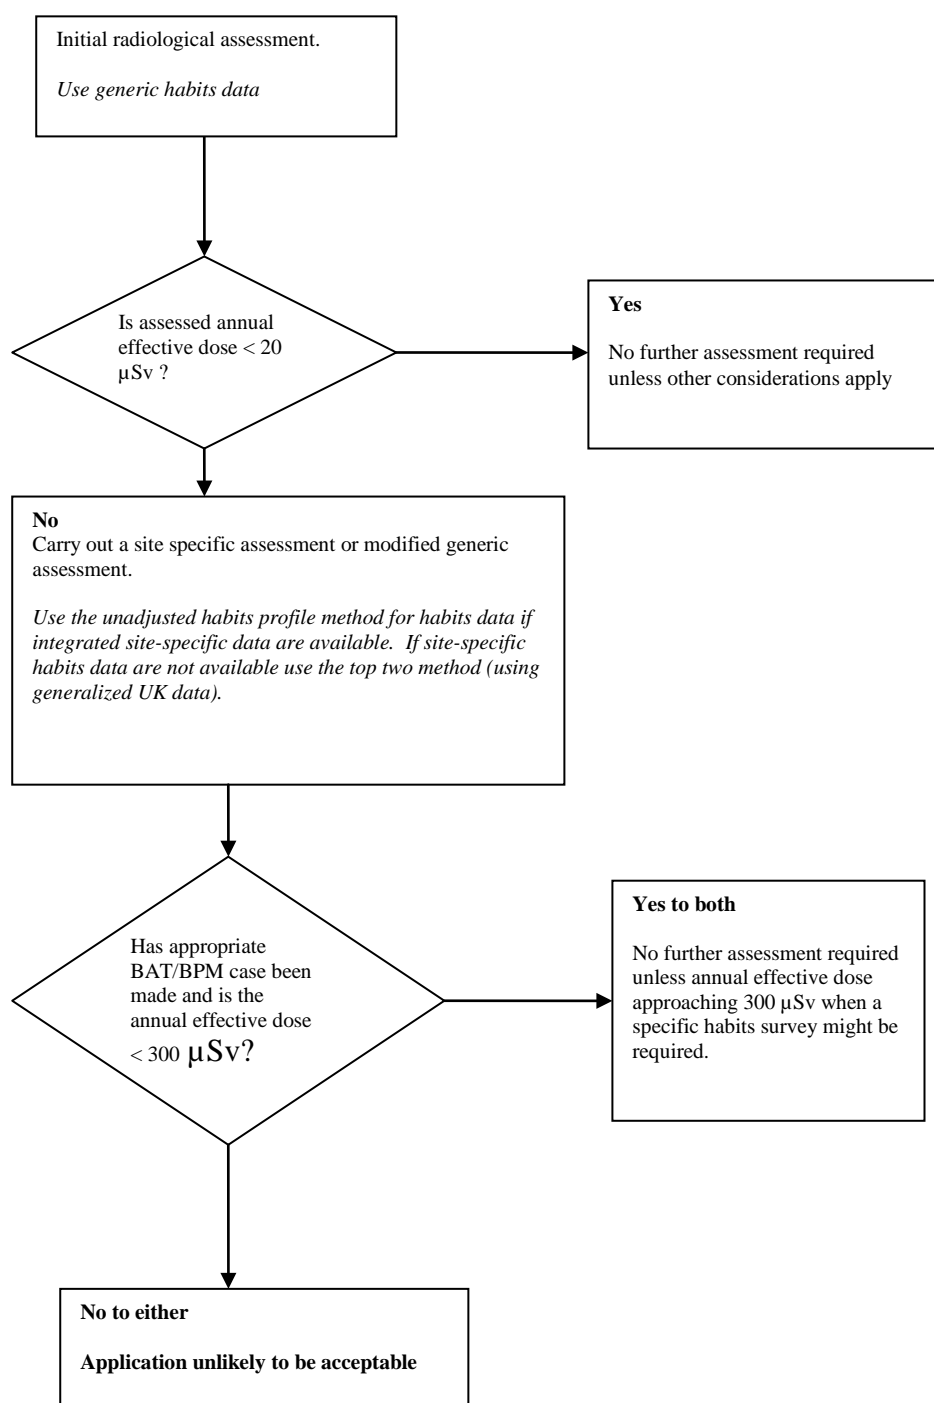 Initial radiological assessment.
Use generic habits data
Is assessed annual
effective dose < 20
µSv ?
Yes
No further assessment required
unless other considerations apply
No
Carry out a site specific assessment or modified generic
assessment.
Use the unadjusted habits profile method for habits data if
integrated site-specific data are available.  If site-specific
habits data are not available use the top two method (using
generalized UK data).
Has appropriate
BAT/BPM case been
made and is the
annual effective dose
< 300 µSv?
Yes to both
No further assessment required
unless annual effective dose
approaching 300 µSv when a
specific habits survey might be
required.
No to either
Application unlikely to be acceptable